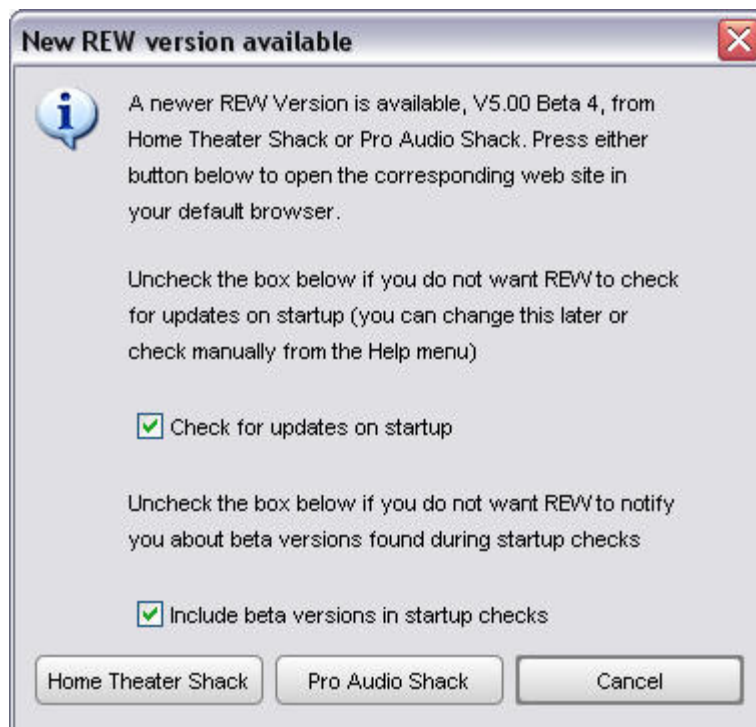 New REW version available
A newer REW Version is available, V5.00 Beta 4, from
Home Theater Shack or Pro Audio Shack. Press either
button below to open the corresponding web site in
your default browser.
Uncheck the box below if you do not want REW to check
for updates on startup (you can change this later or
check manually from the Help menu)
Check for updates on startup
Uncheck the box below if you do not want REW to notify
you about beta versions found during startup checks
Include beta versions in startup checks
Home Theater Shack
Pro Audio Shack
Cancel